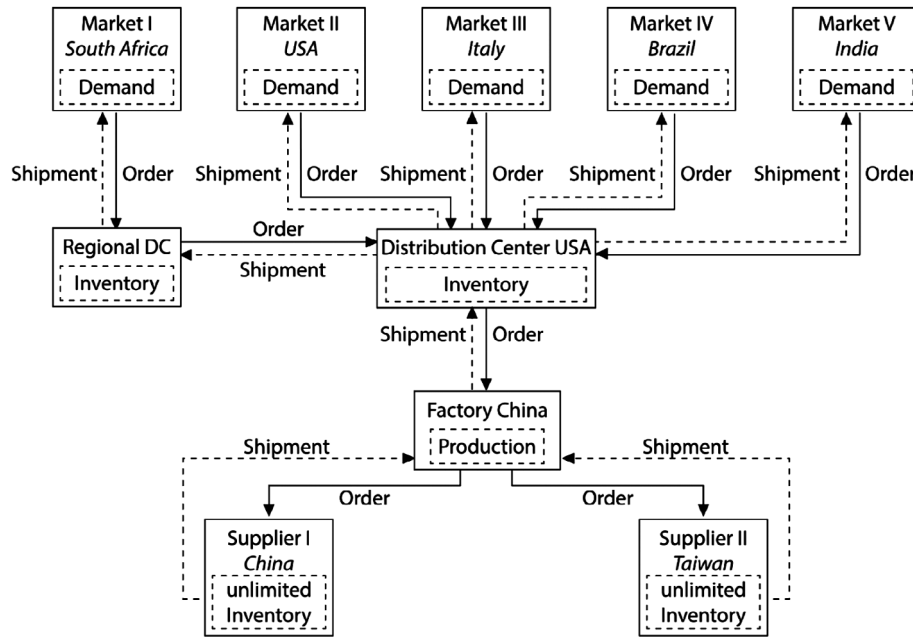 Market I
South Africa
Demand
Market II
USA
Demand
Market III
Italy
Demand
Market IV
Brazil
Demand
Market V
India
Demand
Shipment
Order
Shipment
Order
Shipment
Order
Shipment
Order
Shipment
Order
Regional DC
Inventory
Order
Shipment
Distribution Center USA
Inventory
Shipment
Order
Factory China
Production
Shipment
Shipment
Order
Order
Supplier I
China
unlimited
Inventory
Supplier II
Taiwan
unlimited
Inventory